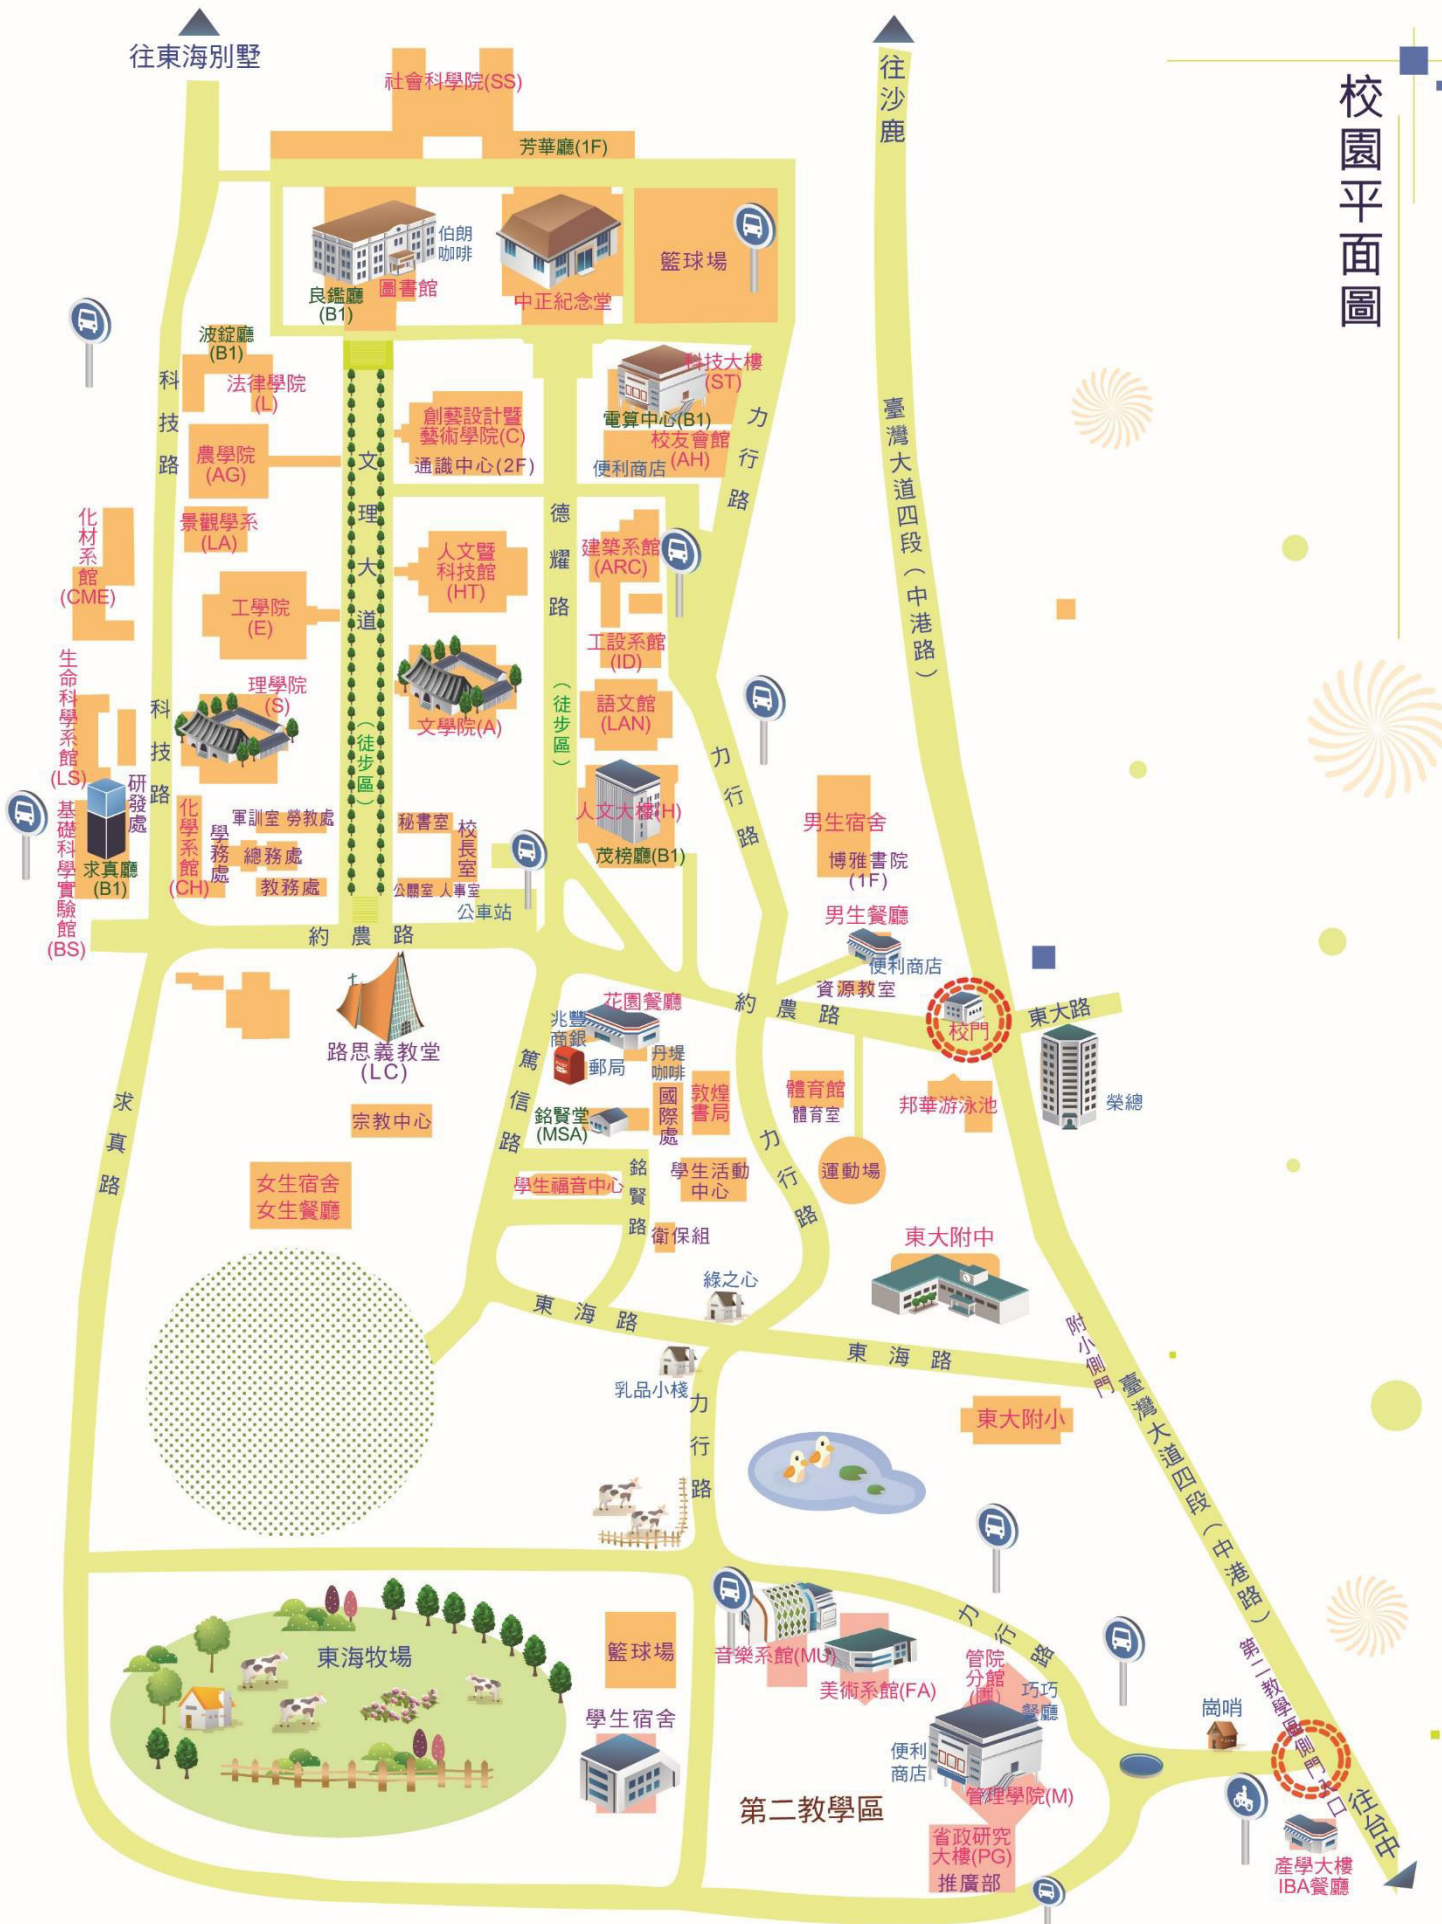 往東海別墅
往沙鹿
校園平面圖
社會科學院(SS)
芳華廳(1F)
伯朗
咖啡
圖書館
良鑑廳
(B1)
中正紀念堂
籃球場
波錠廳
(B1)
法律學院
(L)
科技路
農學院
(AG)
文理大道
(徒步區)
創藝設計暨
藝術學院(C)
通識中心(2F)
科技大樓
(ST)
電算中心(B1)
校友會館
(AH)
便利商店
力行路
臺灣大道四段(中港路)
化材系館
(CME)
景觀學系
(LA)
人文暨
科技館
(HT)
德耀路
(徒步區)
建築系館
(ARC)
工學院
(E)
工設系館
(ID)
生命科學系館
(LS)
理學院
(S)
文學院(A)
語文館
(LAN)
科技路
力行路
研發處
求真廳
(B1)
基礎科學實驗館
(BS)
化學系館
(CH)
學務處
軍訓室 勞教處
總務處
教務處
秘書室
校長室
公關室 人事室
公車站
人文大樓(H)
茂榜廳(B1)
男生宿舍
博雅書院
(1F)
男生餐廳
便利商店
資源教室
約農路
約農路
校門
東大路
榮總
路思義教堂
(LC)
宗教中心
花園餐廳
兆豐
商銀
郵局
丹堤
咖啡
篤信路
銘賢堂
(MSA)
國際處
敦煌
書局
體育館
體育室
邦華游泳池
求真路
女生宿舍
女生餐廳
學生福音中心
銘賢路
學生活動
中心
力行路
運動場
衛保組
東大附中
綠之心
東海路
東海路
附小側門
乳品小棧
力行路
東大附小
臺灣大道四段(中港路)
東海牧場
籃球場
學生宿舍
音樂系館(MU)
美術系館(FA)
力行路
管院
分館
巧巧
餐廳
便利
商店
管理學院(M)
第二教學區
省政研究
大樓(PG)
推廣部
崗哨
第二教學區側門入口
往台中
產學大樓
IBA餐廳